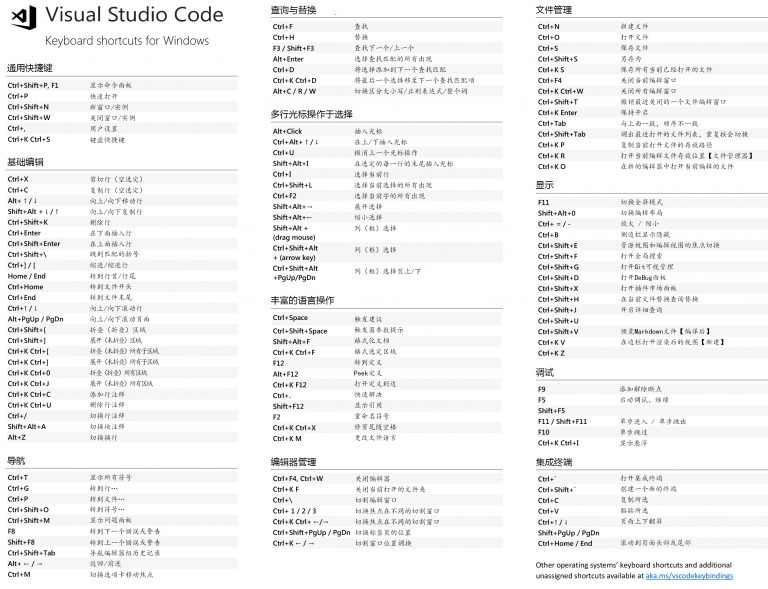 Visual Studio Code
Keyboard shortcuts for Windows
通用快捷键
Ctrl+Shift+P, F1 显示命令面板
Ctrl+P 快速打开
Ctrl+Shift+N 新窗口/实例
Ctrl+Shift+W 关闭窗口/实例
Ctrl+, 用户设置
Ctrl+K Ctrl+S 键盘快捷键
基础编辑
Ctrl+X 剪切行（空选定）
Ctrl+C 复制行（空选定）
Alt+ ↑ / ↓ 向上/向下移动行
Shift+Alt + ↓ / ↑ 向上/向下复制行
Ctrl+Shift+K 删除行
Ctrl+Enter 在下面插入行
Ctrl+Shift+Enter 在上面插入行
Ctrl+Shift+\ 跳到匹配的括号
Ctrl+] / [ 缩进/缩进行
Home / End 转到行首/行尾
Ctrl+Home 转到文件开头
Ctrl+End 转到文件末尾
Ctrl+↑ / ↓ 向上/向下滚动行
Alt+PgUp / PgDn 向上/向下滚动页面
Ctrl+Shift+[ 折叠（折叠）区域
Ctrl+Shift+] 展开（未折叠）区域
Ctrl+K Ctrl+[ 折叠（未折叠）所有子区域
Ctrl+K Ctrl+] 展开（未折叠）所有子区域
Ctrl+K Ctrl+0 折叠（折叠）所有区域
Ctrl+K Ctrl+J 展开（未折叠）所有区域
Ctrl+K Ctrl+C 添加行注释
Ctrl+K Ctrl+U 删除行注释
Ctrl+/ 切换行注释
Shift+Alt+A 切换块注释
Alt+Z 切换换行
导航
Ctrl+T 显示所有符号
Ctrl+G 转到行…
Ctrl+P 转到文件…
Ctrl+Shift+O 转到符号…
Ctrl+Shift+M 显示问题面板
F8 转到下一个错误或警告
Shift+F8 转到上一个错误或警告
Ctrl+Shift+Tab 导航编辑器组历史记录
Alt+ ← / → 返回/前进
Ctrl+M 切换选项卡移动焦点
查询与替换
Ctrl+F 查找
Ctrl+H 替换
F3 / Shift+F3 查找下一个/上一个
Alt+Enter 选择查找匹配的所有出现
Ctrl+D 将选择添加到下一个查找匹配
Ctrl+K Ctrl+D 将最后一个选择移至下一个查找匹配项
Alt+C / R / W 切换区分大小写/正则表达式/整个词
多行光标操作于选择
Alt+Click 插入光标
Ctrl+Alt+ ↑ / ↓ 在上/下插入光标
Ctrl+U 撤消上一个光标操作
Shift+Alt+I 在选定的每一行的末尾插入光标
Ctrl+I 选择当前行
Ctrl+Shift+L 选择当前选择的所有出现
Ctrl+F2 选择当前字的所有出现
Shift+Alt+→ 展开选择
Shift+Alt+← 缩小选择
Shift+Alt + 列（框）选择
(drag mouse)
Ctrl+Shift+Alt 列（框）选择
+ (arrow key)
Ctrl+Shift+Alt 列（框）选择页上/下
+PgUp/PgDn
丰富的语言操作
Ctrl+Space 触发建议
Ctrl+Shift+Space 触发器参数提示
Shift+Alt+F 格式化文档
Ctrl+K Ctrl+F 格式选定区域
F12 转到定义
Alt+F12 Peek定义
Ctrl+K F12 打开定义到边
Ctrl+. 快速解决
Shift+F12 显示引用
F2 重命名符号
Ctrl+K Ctrl+X 修剪尾随空格
Ctrl+K M 更改文件语言
编辑器管理
Ctrl+F4, Ctrl+W 关闭编辑器
Ctrl+K F 关闭当前打开的文件夹
Ctrl+\ 切割编辑窗口
Ctrl+ 1 / 2 / 3 切换焦点在不同的切割窗口
Ctrl+K Ctrl+ ←/→ 切换焦点在不同的切割窗口
Ctrl+Shift+PgUp / PgDn 切换标签页的位置
Ctrl+K ← / → 切割窗口位置调换
文件管理
Ctrl+N 新建文件
Ctrl+O 打开文件
Ctrl+S 保存文件
Ctrl+Shift+S 另存为
Ctrl+K S 保存所有当前已经打开的文件
Ctrl+F4 关闭当前编辑窗口
Ctrl+K Ctrl+W 关闭所有编辑窗口
Ctrl+Shift+T 撤销最近关闭的一个文件编辑窗口
Ctrl+K Enter 保持开启
Ctrl+Tab 与上面一致，顺序不一致
Ctrl+Shift+Tab 调出最近打开的文件列表，重复按会切换
Ctrl+K P 复制当前打开文件的存放路径
Ctrl+K R 打开当前编辑文件存放位置【文件管理器】
Ctrl+K O 在新的编辑器中打开当前编辑的文件
显示
F11 切换全屏模式
Shift+Alt+0 切换编辑布局
Ctrl+ = / - 放大 / 缩小
Ctrl+B 侧边栏显示隐藏
Ctrl+Shift+E 资源视图和编辑视图的焦点切换
Ctrl+Shift+F 打开全局搜索
Ctrl+Shift+G 打开Git可视管理
Ctrl+Shift+D 打开DeBug面板
Ctrl+Shift+X 打开插件市场面板
Ctrl+Shift+H 在当前文件替换查询替换
Ctrl+Shift+J 开启详细查询
Ctrl+Shift+U
Ctrl+Shift+V 预览Markdown文件【编译后】
Ctrl+K V 在边栏打开渲染后的视图【新建】
Ctrl+K Z
调试
F9 添加解除断点
F5 启动调试、继续
Shift+F5
F11 / Shift+F11 单步进入 / 单步跳出
F10 单步跳过
Ctrl+K Ctrl+I 显示悬浮
集成终端
Ctrl+` 打开集成终端
Ctrl+Shift+` 创建一个新的终端
Ctrl+C 复制所选
Ctrl+V 黏贴所选
Ctrl+↑ / ↓ 页面上下翻屏
Shift+PgUp / PgDn
Ctrl+Home / End 滚动到页面头部或尾部
Other operating systems' keyboard shortcuts and additional
unassigned shortcuts available at aka.ms/vscodekeybindings